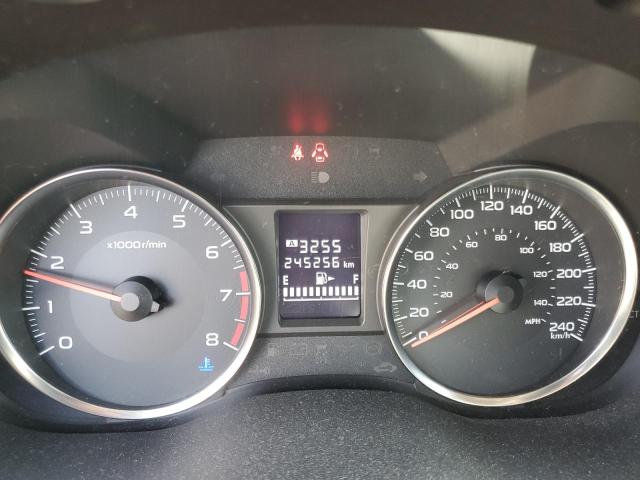 0 1 2 3 4 5 6 7 8
x1000r/min
A 3255
245256 km
E F
0 20 40 60 80 100 120 140 160 180 200 220 240
km/h
20 40 60 80 100 120 140
MPH